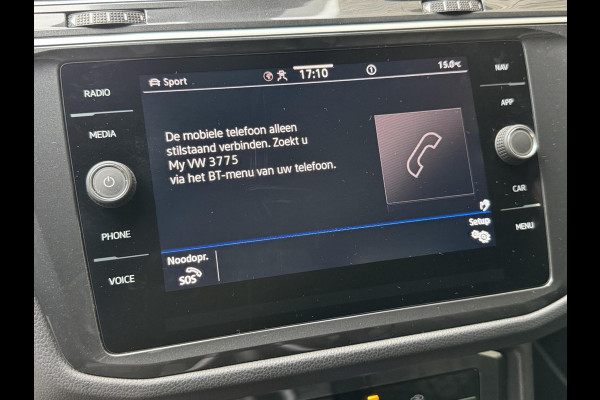 RADIO
MEDIA
PHONE
VOICE
Sport
17:10
15.0°C
De mobiele telefoon alleen
stilstaand verbinden. Zoekt u
My VW 3775
via het BT-menu van uw telefoon.
Setup
Noodopr.
SOS
NAV
APP
CAR
MENU